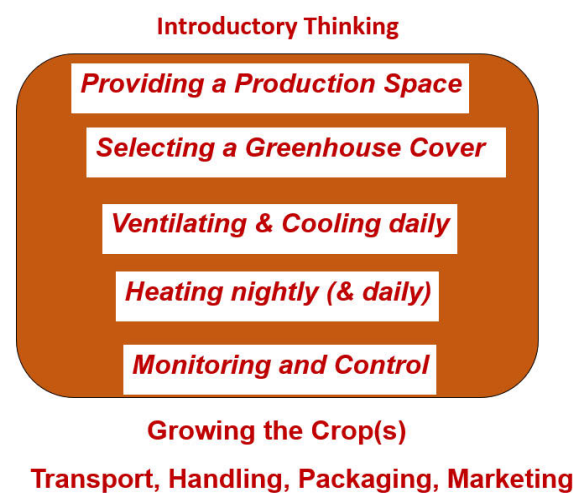 Introductory Thinking
Providing a Production Space
Selecting a Greenhouse Cover
Ventilating & Cooling daily
Heating nightly (& daily)
Monitoring and Control
Growing the Crop(s)
Transport, Handling, Packaging, Marketing